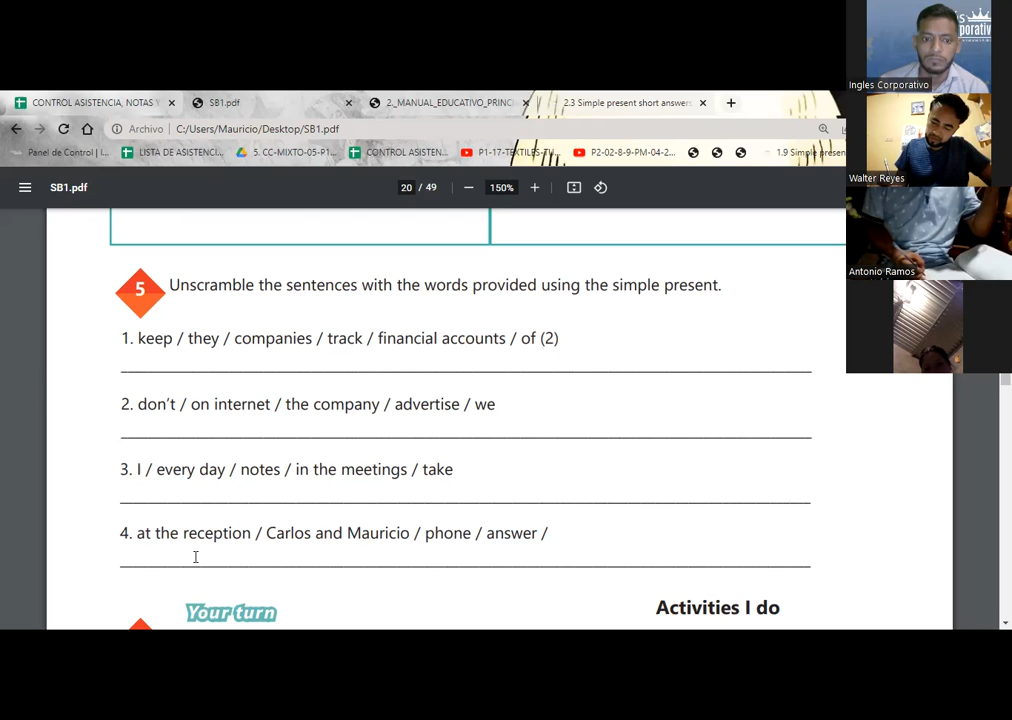 CONTROL ASISTENCIA, NOTAS Y
SB1.pdf
2._MANUAL_EDUCATIVO_PRINCI
2.3 Simple present short answers
Archivo
C:/Users/Mauricio/Desktop/SB1.pdf
Panel de Control | I...
LISTA DE ASISTENCI...
5. CC-MIXTO-05-P1...
CONTROL ASISTEN...
P1-17-TEXTILES-TU...
P2-02-8-9-PM-04-2...
1.9 Simple presen
SB1.pdf
20 / 49
150%
5
Unscramble the sentences with the words provided using the simple present.
1. keep / they / companies / track / financial accounts / of (2)
2. don't / on internet / the company / advertise / we
3. I / every day / notes / in the meetings / take
4. at the reception / Carlos and Mauricio / phone / answer /
Your turn
Activities I do
Ingles Corporativo
Walter Reyes
Antonio Ramos